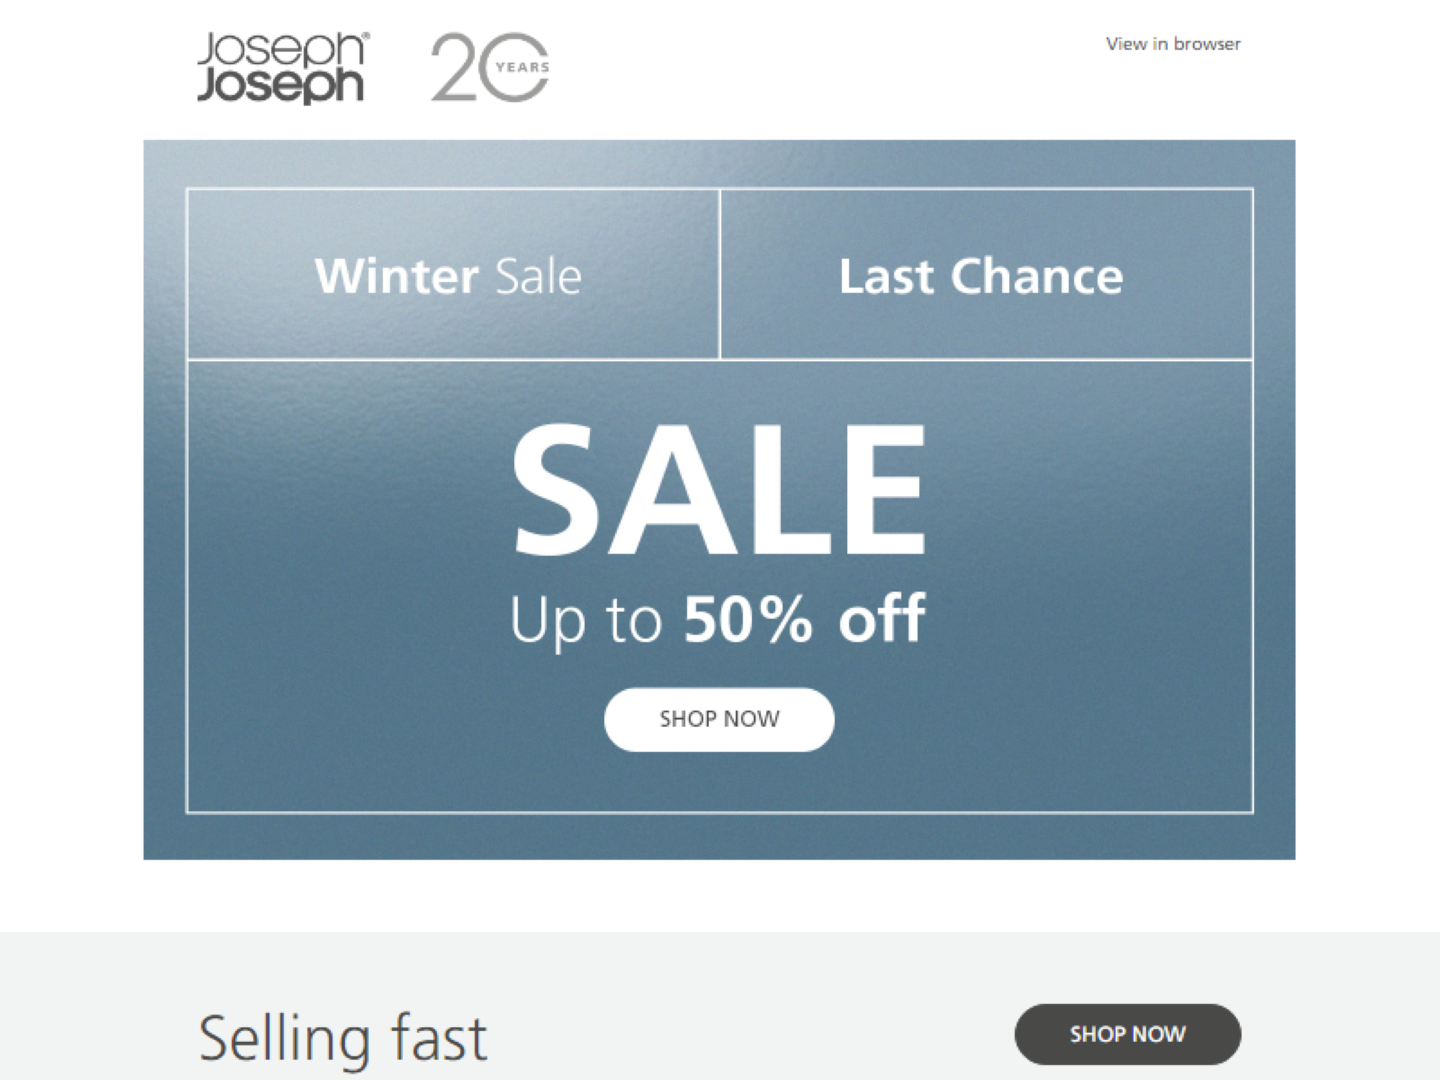 Joseph®
Joseph
20 YEARS
View in browser
Winter Sale
Last Chance
SALE
Up to 50% off
SHOP NOW
Selling fast
SHOP NOW